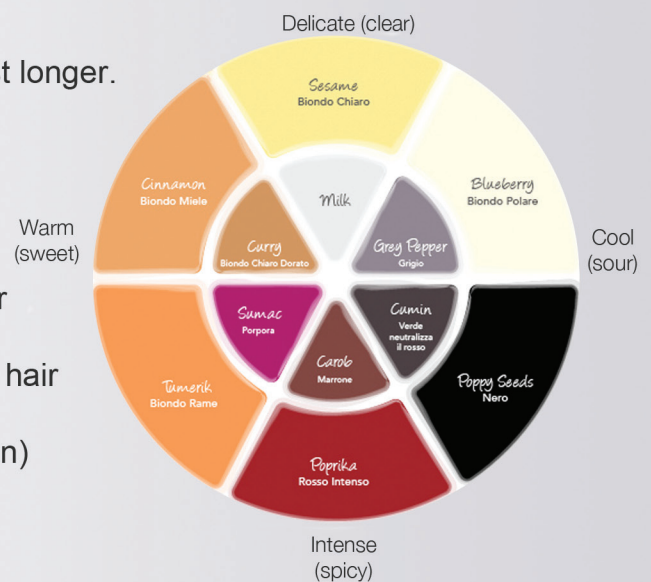 Delicate (clear)
t longer.
Sesame
Biondo Chiaro
Cinnamon
Biondo Miele
Milk
Blueberry
Biondo Polare
Warm
(sweet)
Curry
Biondo Chiaro Dorato
Grey Pepper
Grigio
Cool
(sour)
r
Sumac
Porpora
Cumin
Verde
neutralizza
il rosso
hair
Carob
Marrone
Tumerik
Biondo Rame
Poppy Seeds
Nero
n)
Poprika
Rosso Intenso
Intense
(spicy)